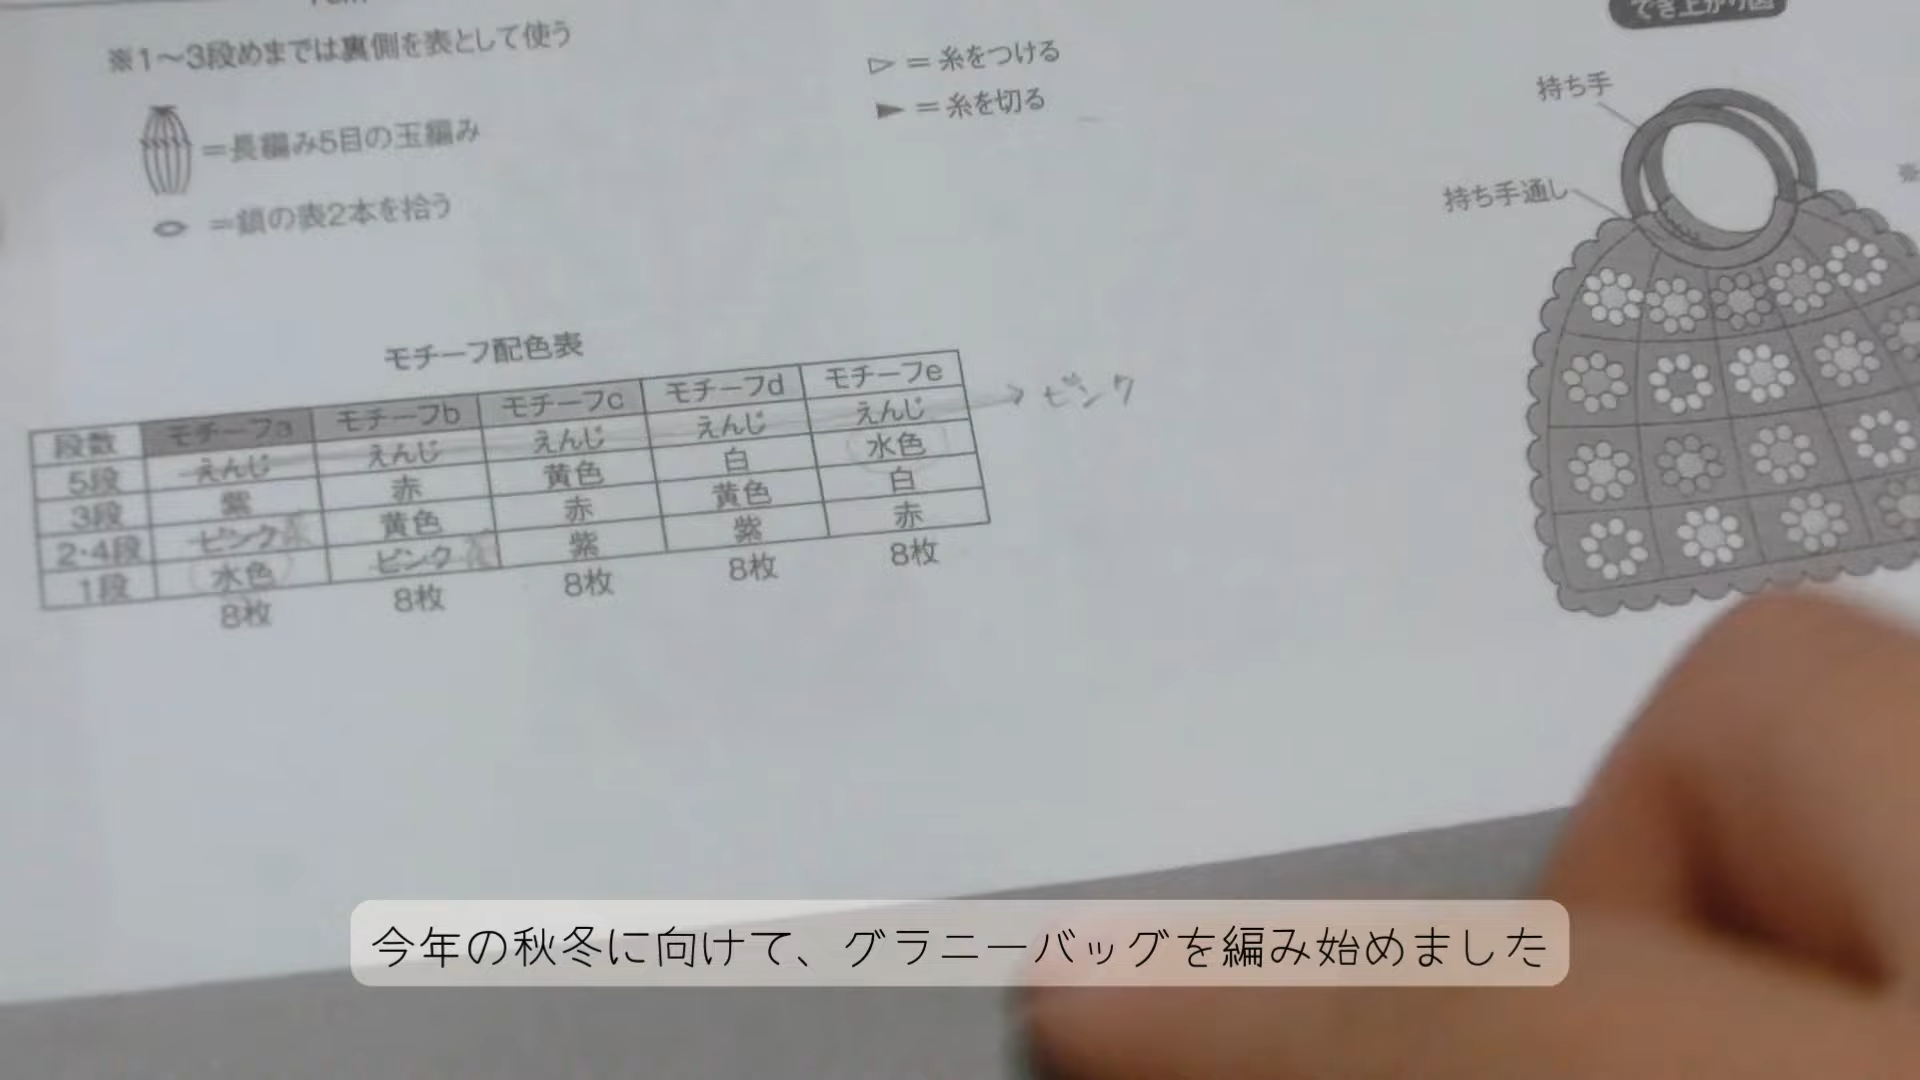 ※1〜3段めまでは裏側を表として使う
=長編み5目の玉編み
=鎖の表2本を拾う
▷=糸をつける
▶=糸を切る
でき上がり図
持ち手
持ち手通し
※
モチーフ配色表
段数 モチーフa モチーフb モチーフc モチーフd モチーフe
5段 えんじ えんじ えんじ えんじ えんじ → ピンク
3段 紫 赤 黄色 白 水色
2・4段 ピンク 黄色 赤 黄色 白
1段 水色 ピンク 紫 紫 赤
8枚 8枚 8枚 8枚 8枚
今年の秋冬に向けて、グラニーバッグを編み始めました